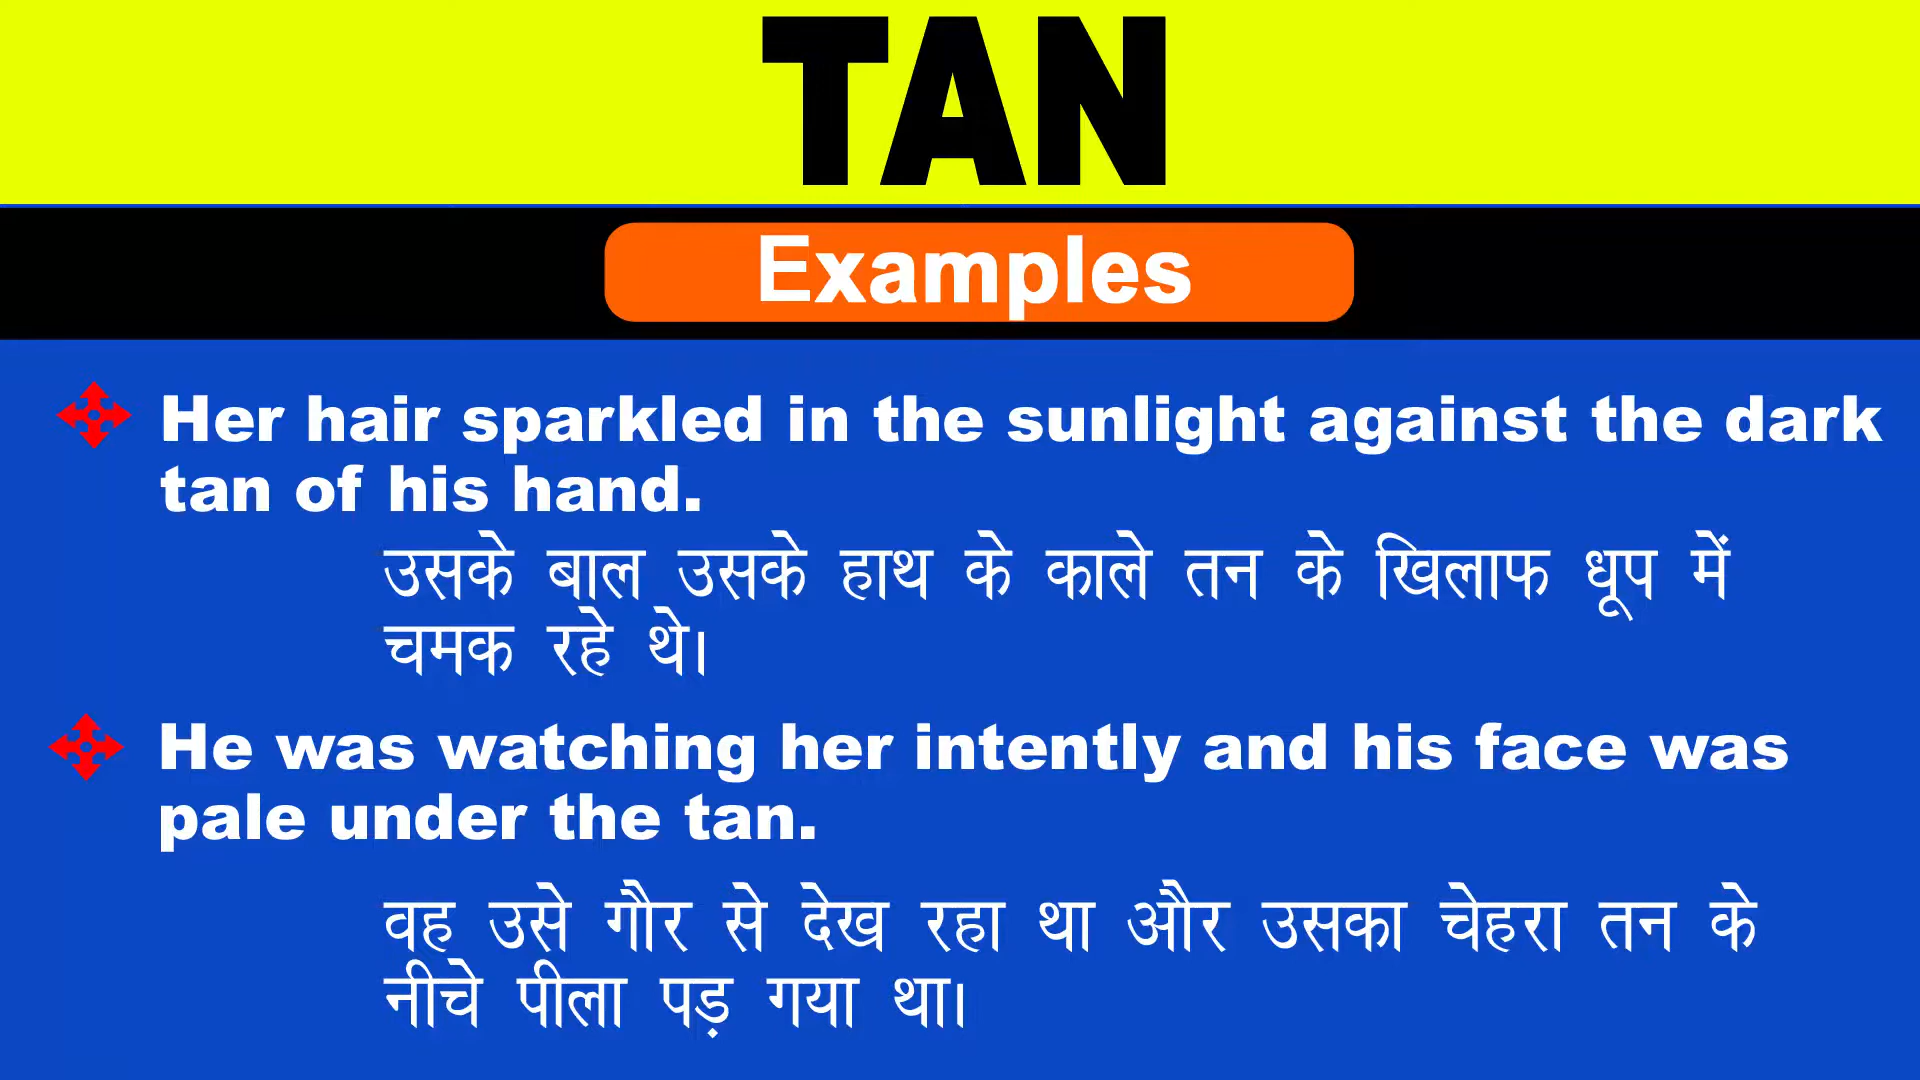 TAN
Examples
Her hair sparkled in the sunlight against the dark
tan of his hand.
उसके बाल उसके हाथ के काले तन के खिलाफ धूप में
चमक रहे थे।
He was watching her intently and his face was
pale under the tan.
वह उसे गौर से देख रहा था और उसका चेहरा तन के
नीचे पीला पड़ गया था।